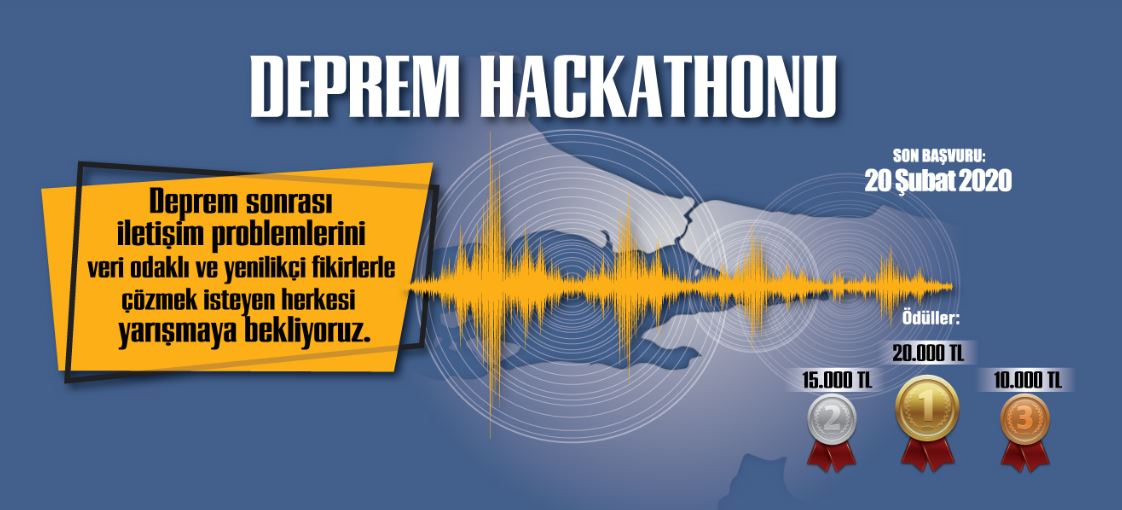 DEPREM HACKATHONU
Deprem sonrası
iletişim problemlerini
veri odaklı ve yenilikçi fikirlerle
çözmek isteyen herkesi
yarışmaya bekliyoruz.
SON BAŞVURU:
20 Şubat 2020
Ödüller:
20.000 TL
15.000 TL
10.000 TL
2
1
3